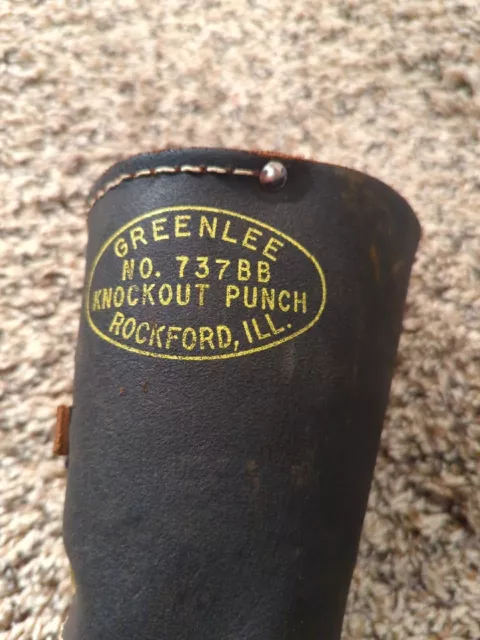 GREENLEE
NO. 737BB
KNOCKOUT PUNCH
ROCKFORD, ILL.